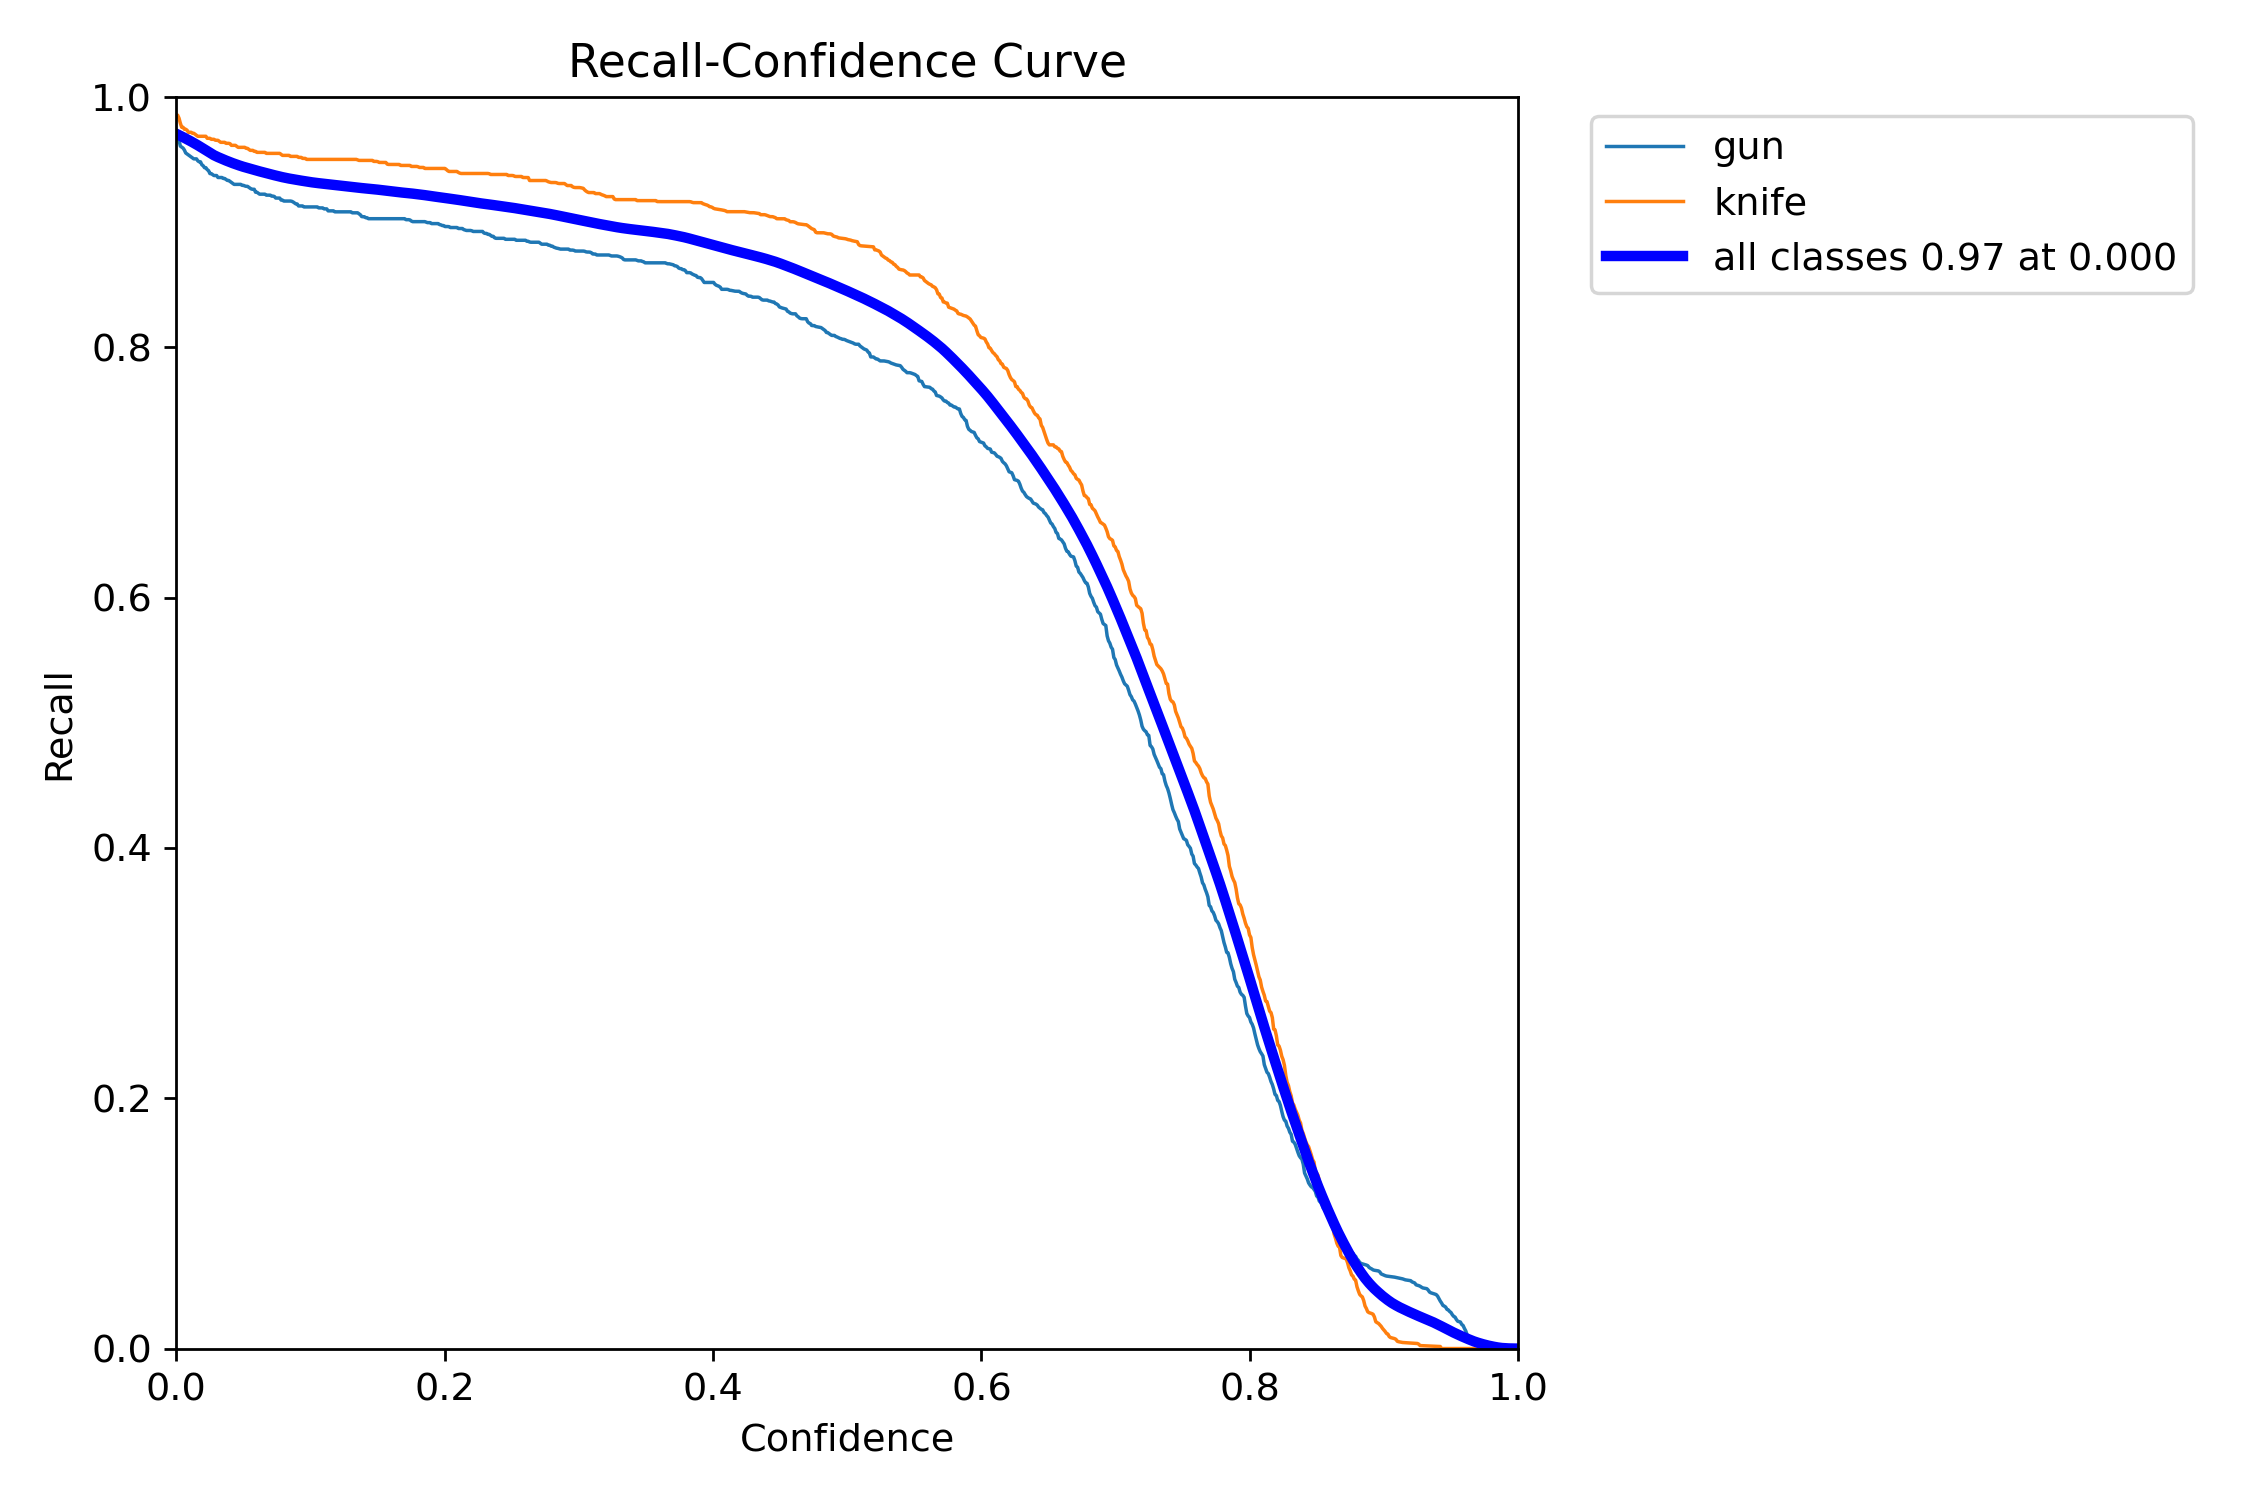 Recall-Confidence Curve
1.0
0.8
0.6
0.4
0.2
0.0
Recall
0.0 0.2 0.4 0.6 0.8 1.0
Confidence
gun
knife
all classes 0.97 at 0.000